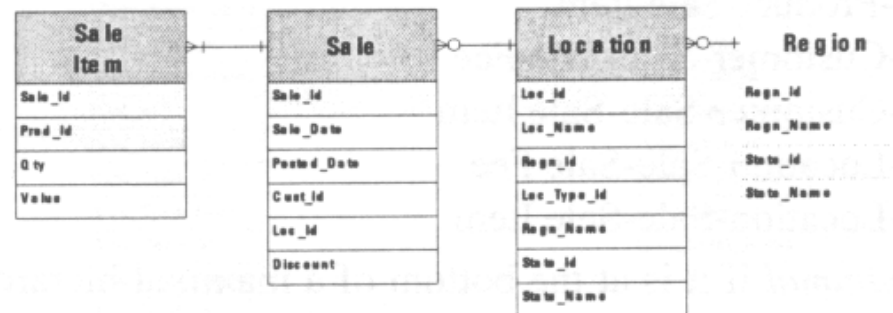 Sale
Item
Sale_Id
Prod_Id
Qty
Value
Sale
Sale_Id
Sale_Date
Posted_Date
Cust_Id
Loc_Id
Discount
Location
Loc_Id
Loc_Name
Regn_Id
Loc_Type_Id
Regn_Name
State_Id
State_Name
Region
Regn_Id
Regn_Name
State_Id
State_Name